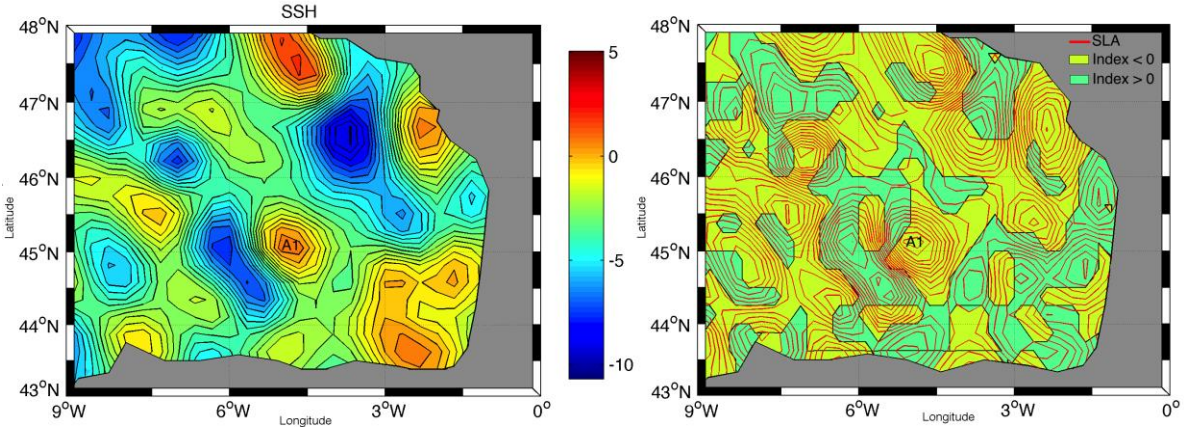 SSH
48°N
47°N
46°N
45°N
44°N
43°N
Latitude
9°W
6°W
3°W
0°
Longitude
A1
5
0
-5
-10
48°N
47°N
46°N
45°N
44°N
43°N
Latitude
9°W
6°W
3°W
0°
Longitude
A1
SLA
Index < 0
Index > 0